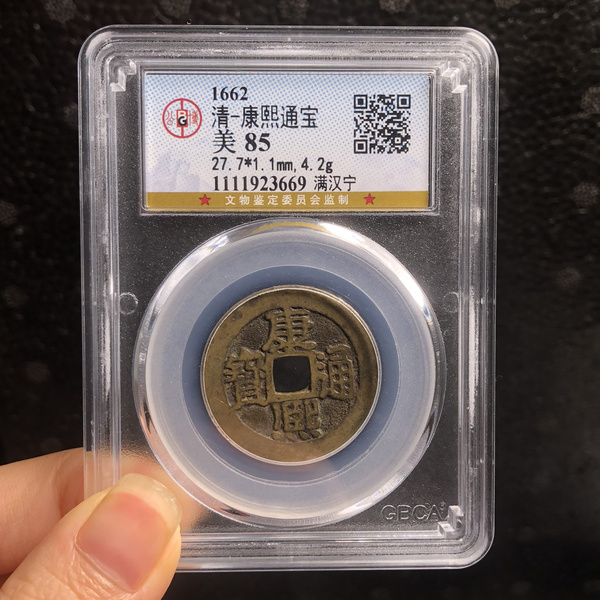 1662
清-康熙通宝
美 85
27.7*1.1mm,4.2g
1111923669 满汉宁
★ 文物鉴定委员会监制 ★
康熙通寶
GBCA